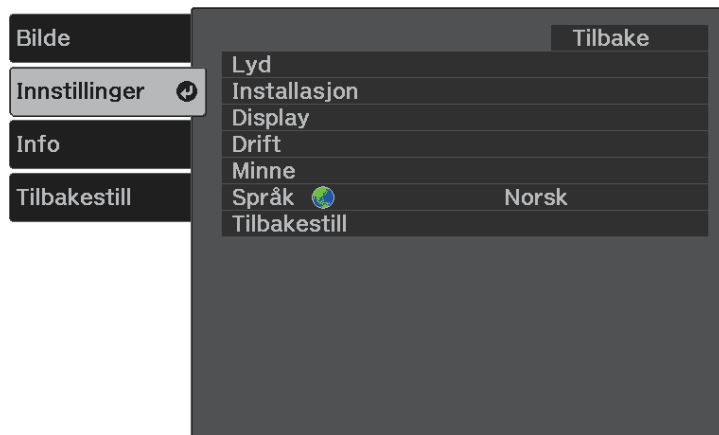 Bilde
Innstillinger
Info
Tilbakestill
Tilbake
Lyd
Installasjon
Display
Drift
Minne
Språk Norsk
Tilbakestill